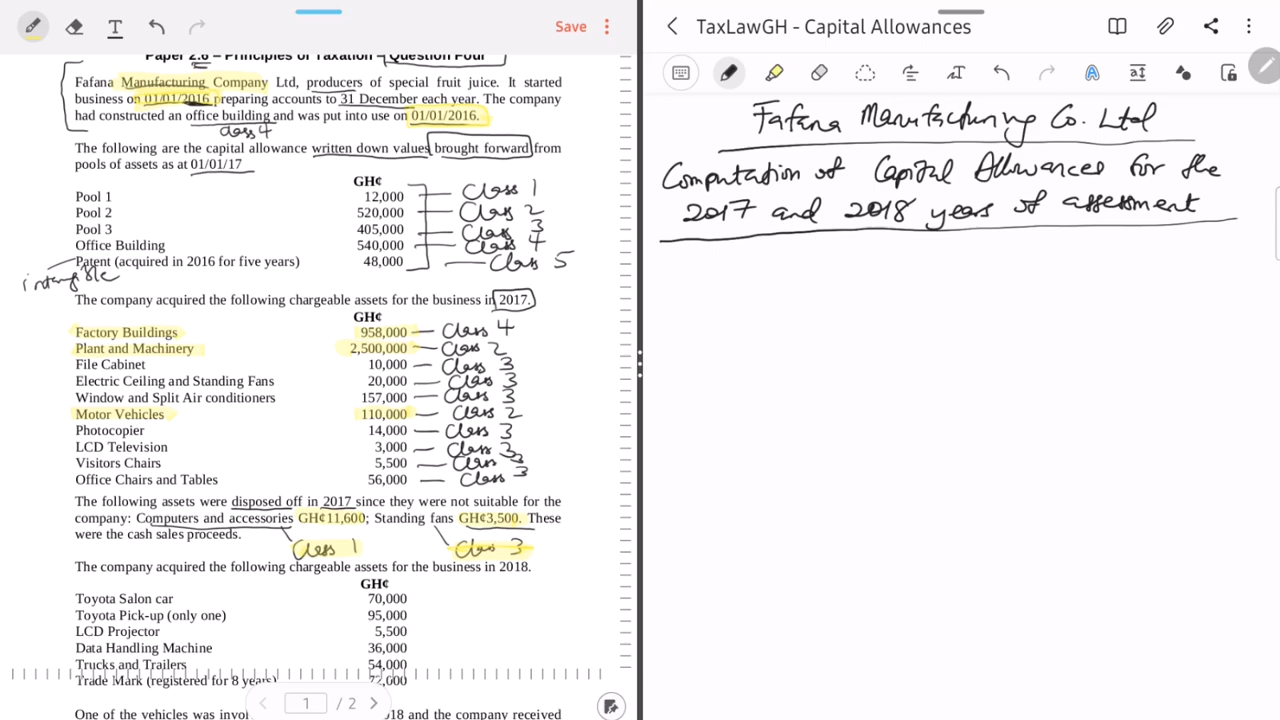 Save
Paper 2.6 – Principles of Taxation – Question Four
Fafana Manufacturing Company Ltd, producers of special fruit juice. It started
business on 01/01/2016 preparing accounts to 31 December each year. The company
had constructed an office building and was put into use on 01/01/2016.
class 4
The following are the capital allowance written down values brought forward from
pools of assets as at 01/01/17
GH¢
Pool 1 12,000 Class 1
Pool 2 520,000 Class 2
Pool 3 405,000 Class 3
Office Building 540,000 Class 4
Patent (acquired in 2016 for five years) 48,000 Class 5
intangible
The company acquired the following chargeable assets for the business in 2017.
GH¢
Factory Buildings 958,000 Class 4
Plant and Machinery 2,500,000 Class 2
File Cabinet 10,000 Class 3
Electric Ceiling and Standing Fans 20,000 Class 3
Window and Split Air conditioners 157,000 Class 3
Motor Vehicles 110,000 Class 2
Photocopier 14,000 Class 3
LCD Television 3,000 Class 3
Visitors Chairs 5,500 Class 3
Office Chairs and Tables 56,000 Class 3
The following assets were disposed off in 2017 since they were not suitable for the
company: Computers and accessories GH¢11,600; Standing fans GH¢3,500. These
were the cash sales proceeds.
Class 1 Class 3
The company acquired the following chargeable assets for the business in 2018.
GH¢
Toyota Salon car 70,000
Toyota Pick-up (only one) 95,000
LCD Projector 5,500
Data Handling Machine 36,000
Trucks and Trailers 54,000
Trade Mark (registered for 8 years) 72,000
1 / 2
One of the vehicles was 18 and the company received
TaxLawGH - Capital Allowances
Fafana Manufacturing Co. Ltd
Computation of Capital Allowances for the
2017 and 2018 years of assessment